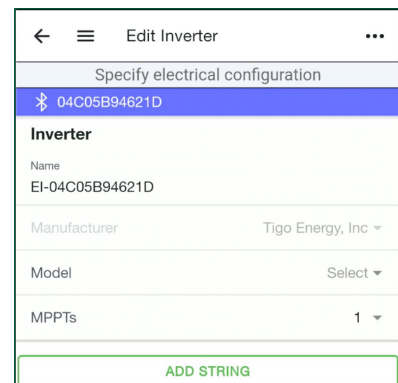 Edit Inverter
Specify electrical configuration
04C05B94621D
Inverter
Name
EI-04C05B94621D
Manufacturer Tigo Energy, Inc
Model Select
MPPTs 1
ADD STRING